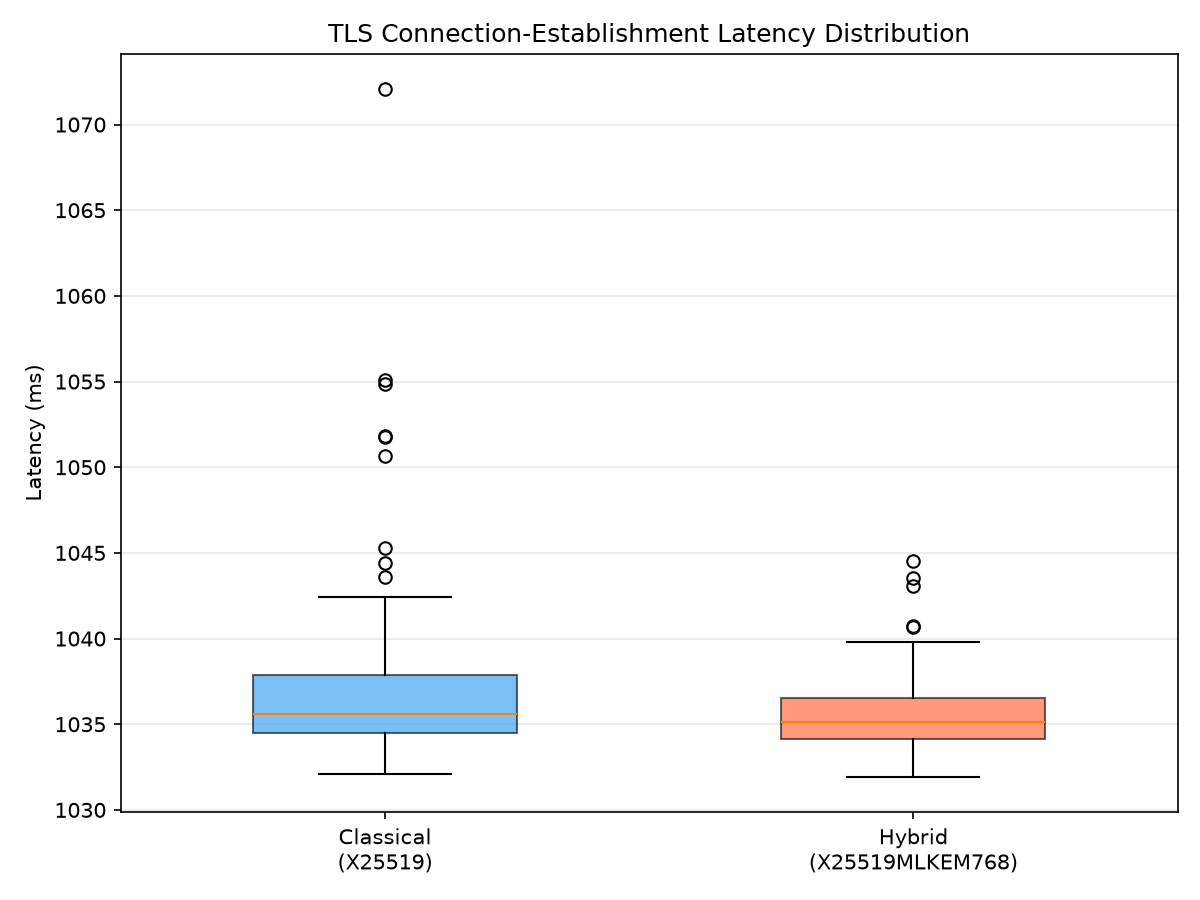 TLS Connection-Establishment Latency Distribution
Latency (ms)
1070
1065
1060
1055
1050
1045
1040
1035
1030
Classical
(X25519)
Hybrid
(X25519MLKEM768)